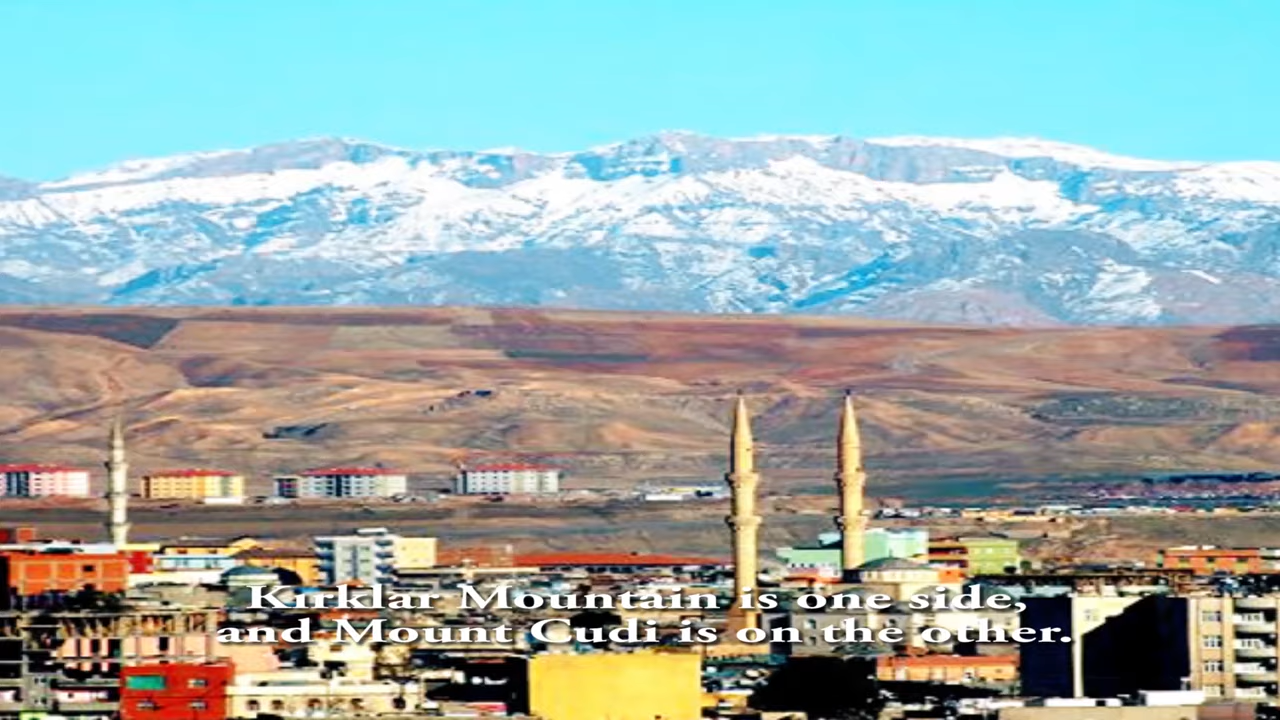 Kırklar Mountain is one side,
and Mount Cudi is on the other.